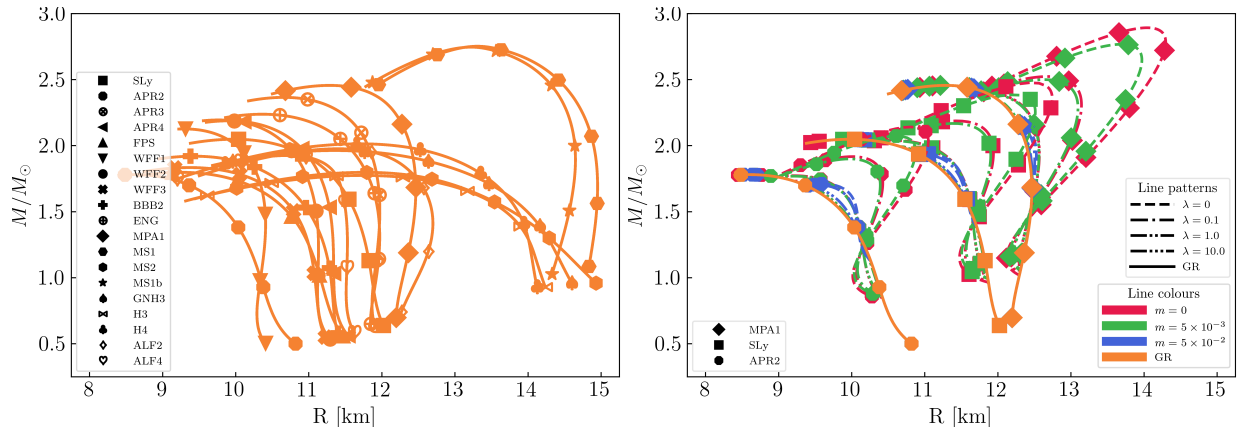 3.0
2.5
2.0
1.5
1.0
0.5
M/M⊙
SLy
APR2
APR3
APR4
FPS
WFF1
WFF2
WFF3
BBB2
ENG
MPA1
MS1
MS2
MS1b
GNH3
H3
H4
ALF2
ALF4
8 9 10 11 12 13 14 15
R [km]
3.0
2.5
2.0
1.5
1.0
0.5
M/M⊙
Line patterns
λ = 0
λ = 0.1
λ = 1.0
λ = 10.0
GR
Line colours
m = 0
m = 5 × 10⁻³
m = 5 × 10⁻²
GR
MPA1
SLy
APR2
8 9 10 11 12 13 14 15
R [km]